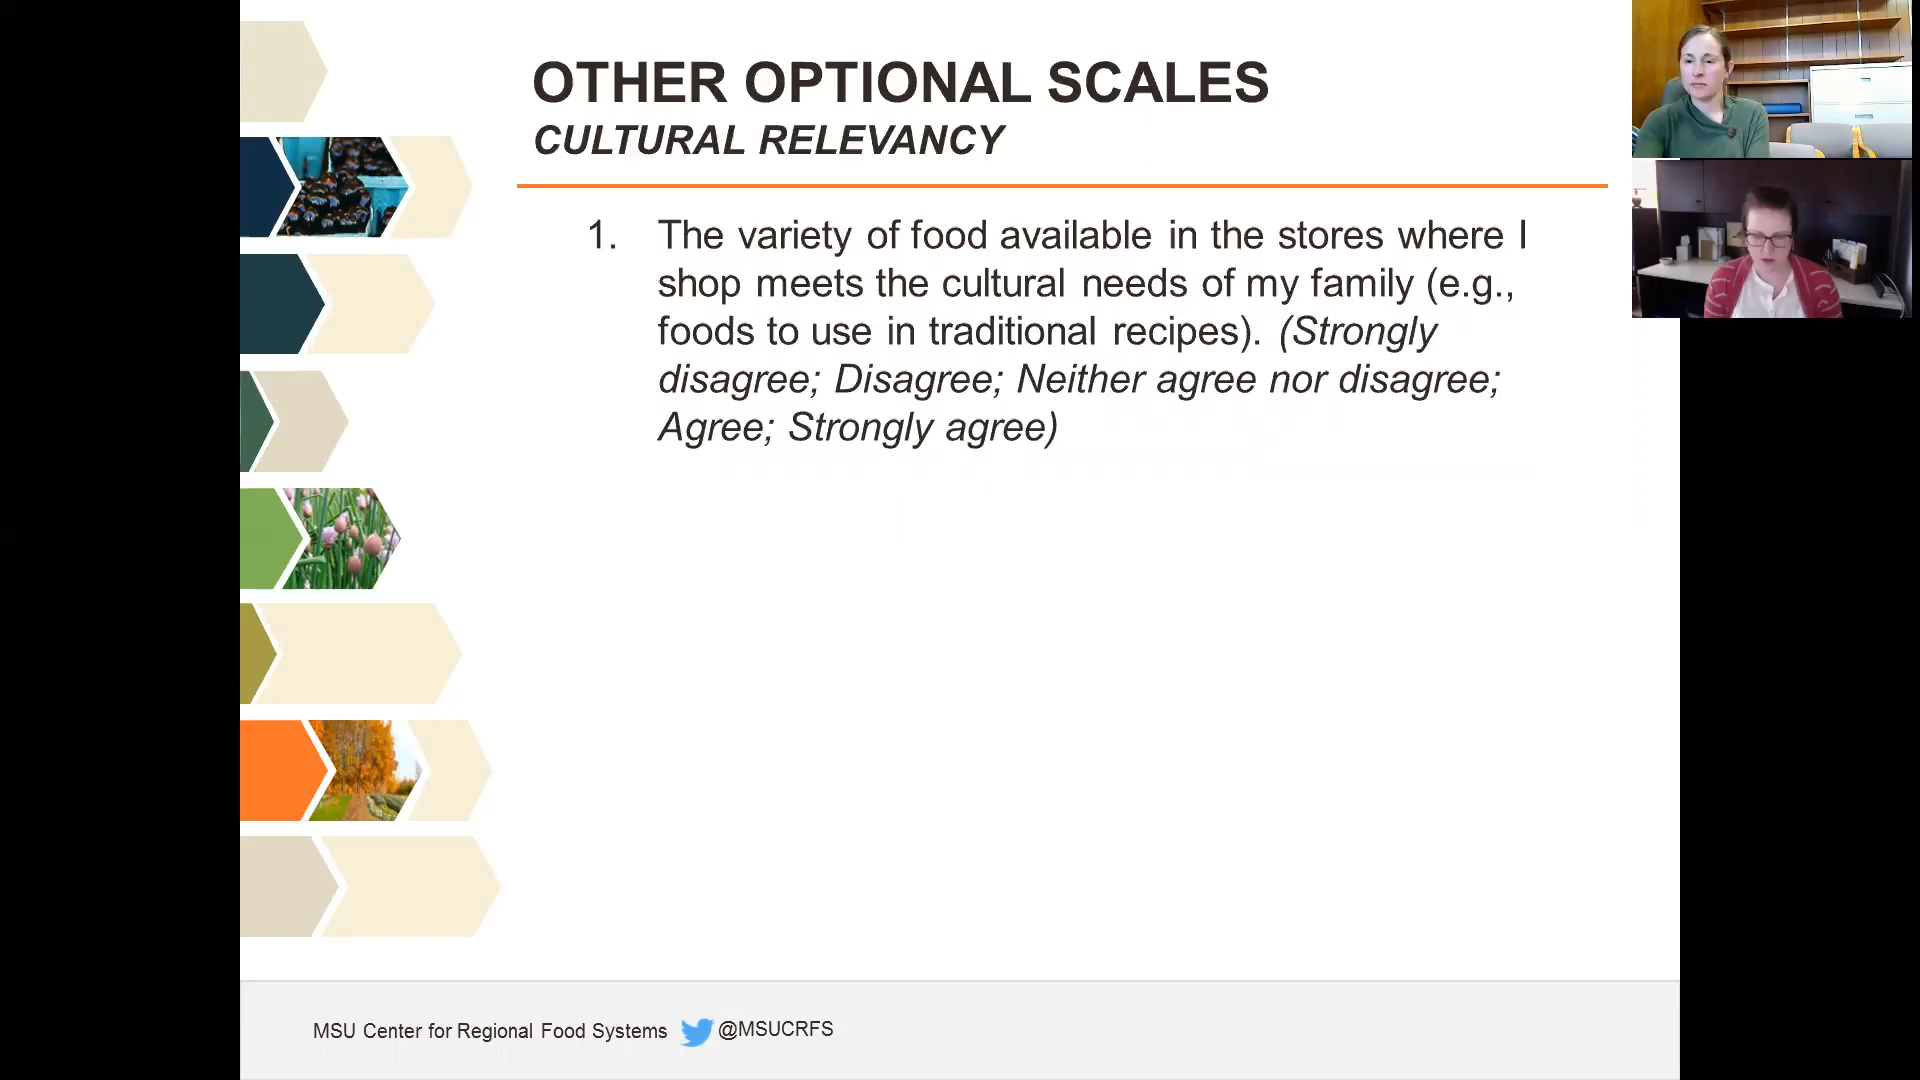 OTHER OPTIONAL SCALES
CULTURAL RELEVANCY
1. The variety of food available in the stores where I
shop meets the cultural needs of my family (e.g.,
foods to use in traditional recipes). (Strongly
disagree; Disagree; Neither agree nor disagree;
Agree; Strongly agree)
MSU Center for Regional Food Systems @MSUCRFS